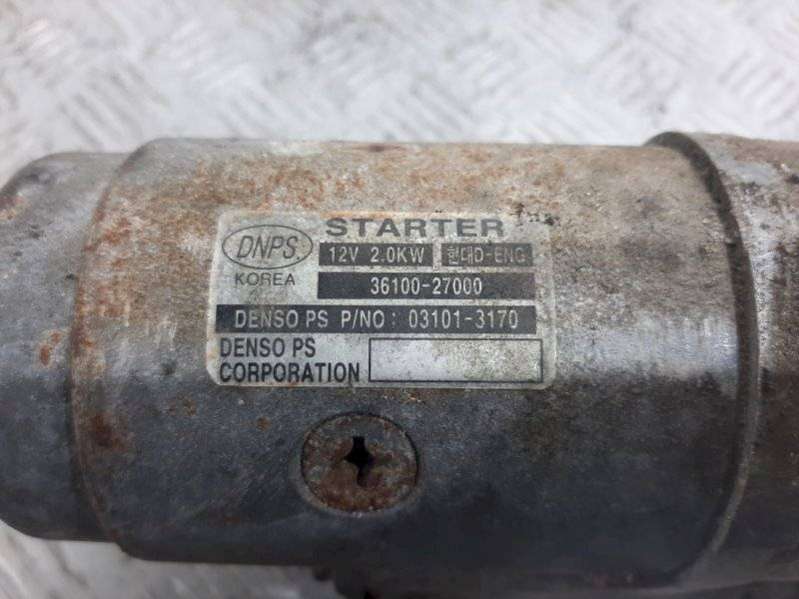 STARTER
DNPS.
12V 2.0KW 현대D-ENG
KOREA
36100-27000
DENSO PS P/NO: 03101-3170
DENSO PS
CORPORATION